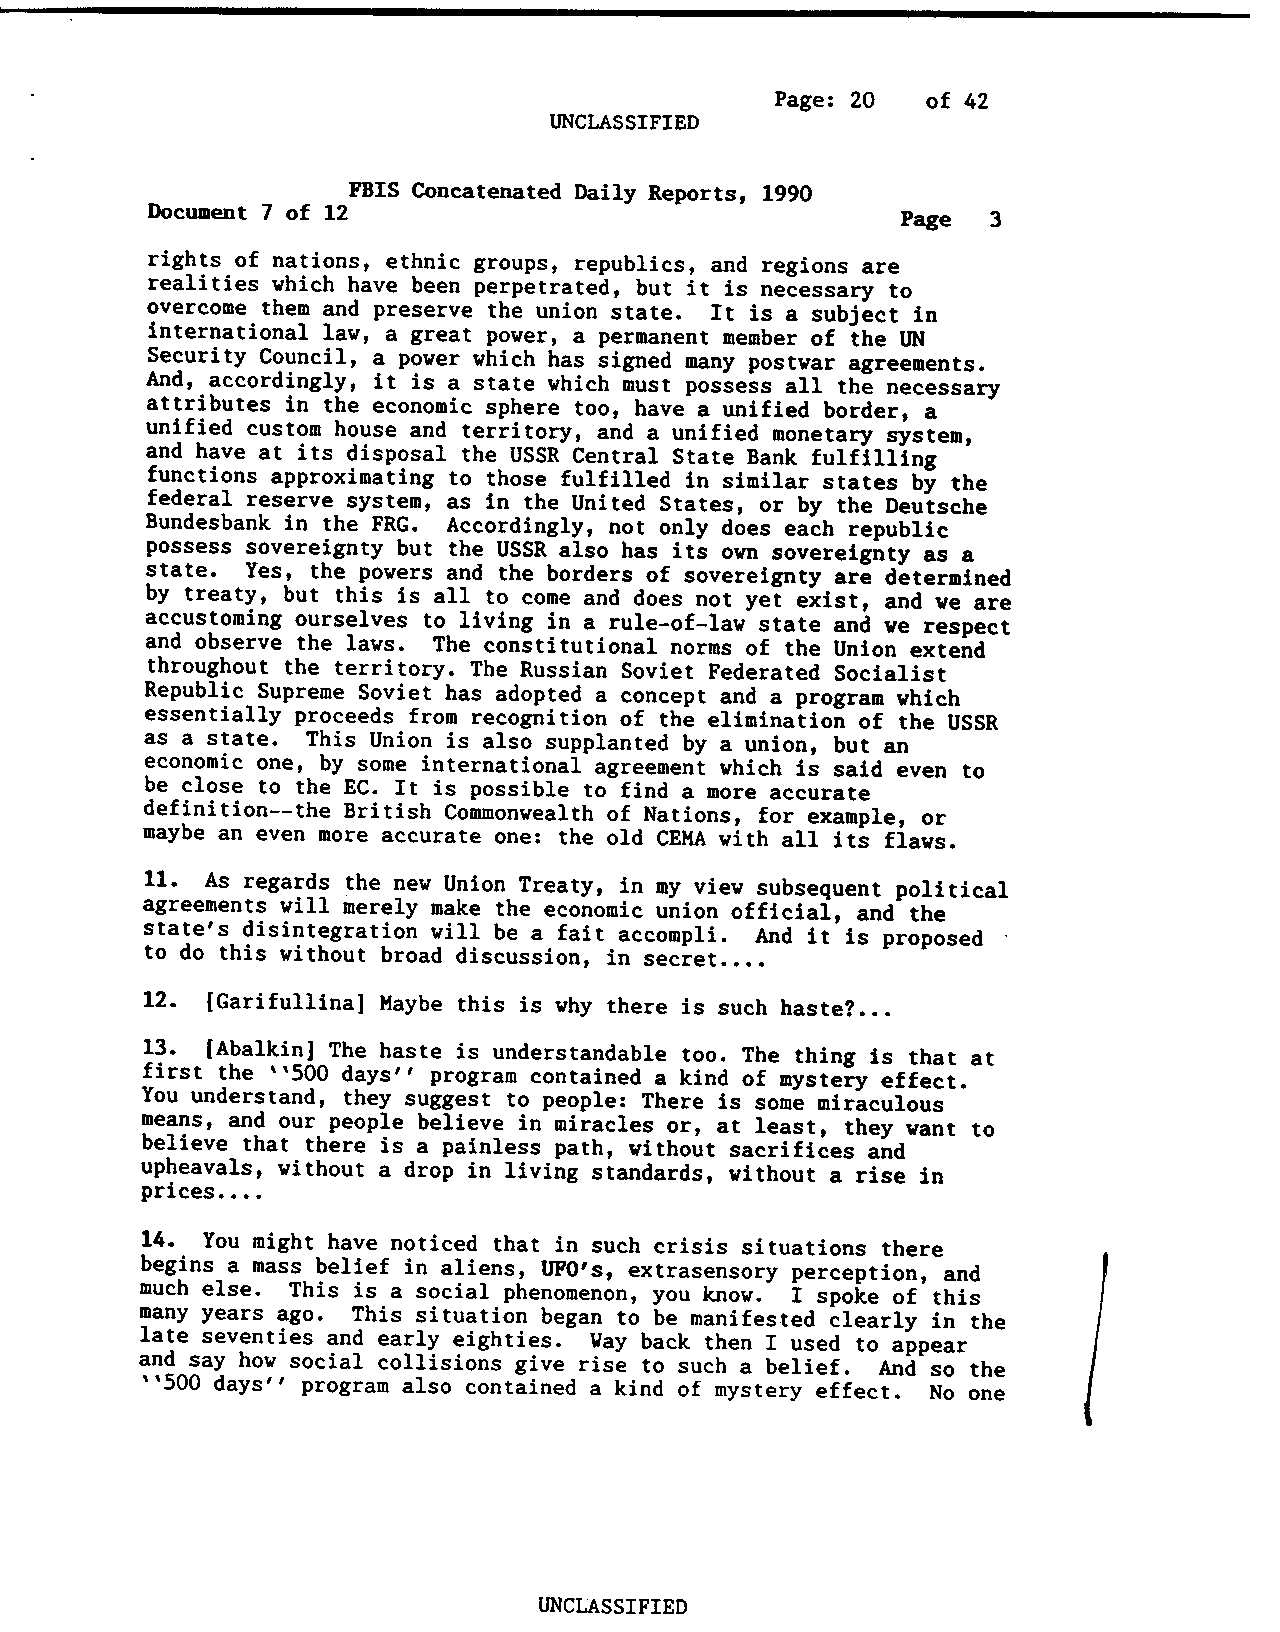 Page: 20 of 42
UNCLASSIFIED
FBIS Concatenated Daily Reports, 1990
Document 7 of 12
Page 3
rights of nations, ethnic groups, republics, and regions are
realities which have been perpetrated, but it is necessary to
overcome them and preserve the union state. It is a subject in
international law, a great power, a permanent member of the UN
Security Council, a power which has signed many postwar agreements.
And, accordingly, it is a state which must possess all the necessary
attributes in the economic sphere too, have a unified border, a
unified custom house and territory, and a unified monetary system,
and have at its disposal the USSR Central State Bank fulfilling
functions approximating to those fulfilled in similar states by the
federal reserve system, as in the United States, or by the Deutsche
Bundesbank in the FRG. Accordingly, not only does each republic
possess sovereignty but the USSR also has its own sovereignty as a
state. Yes, the powers and the borders of sovereignty are determined
by treaty, but this is all to come and does not yet exist, and we are
accustoming ourselves to living in a rule-of-law state and we respect
and observe the laws. The constitutional norms of the Union extend
throughout the territory. The Russian Soviet Federated Socialist
Republic Supreme Soviet has adopted a concept and a program which
essentially proceeds from recognition of the elimination of the USSR
as a state. This Union is also supplanted by a union, but an
economic one, by some international agreement which is said even to
be close to the EC. It is possible to find a more accurate
definition--the British Commonwealth of Nations, for example, or
maybe an even more accurate one: the old CEMA with all its flaws.
11. As regards the new Union Treaty, in my view subsequent political
agreements will merely make the economic union official, and the
state's disintegration will be a fait accompli. And it is proposed
to do this without broad discussion, in secret....
12. [Garifullina] Maybe this is why there is such haste?...
13. [Abalkin] The haste is understandable too. The thing is that at
first the ``500 days'' program contained a kind of mystery effect.
You understand, they suggest to people: There is some miraculous
means, and our people believe in miracles or, at least, they want to
believe that there is a painless path, without sacrifices and
upheavals, without a drop in living standards, without a rise in
prices....
14. You might have noticed that in such crisis situations there
begins a mass belief in aliens, UFO's, extrasensory perception, and
much else. This is a social phenomenon, you know. I spoke of this
many years ago. This situation began to be manifested clearly in the
late seventies and early eighties. Way back then I used to appear
and say how social collisions give rise to such a belief. And so the
``500 days'' program also contained a kind of mystery effect. No one
UNCLASSIFIED